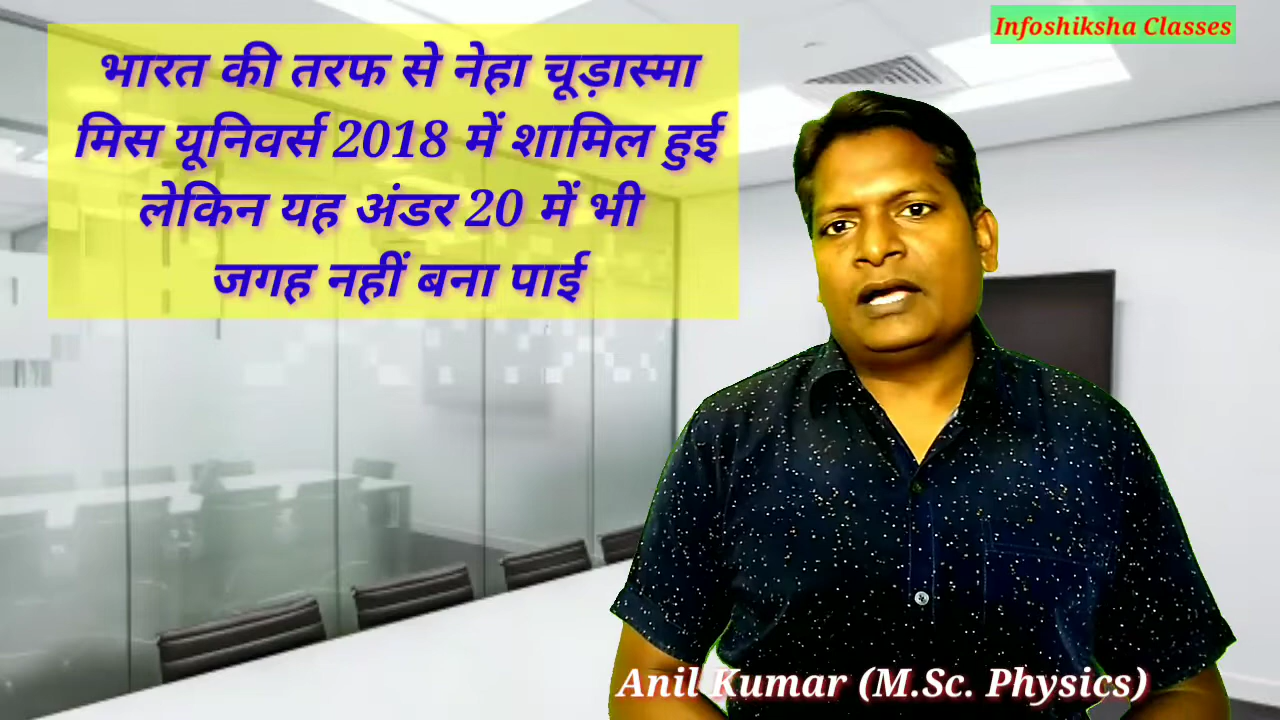 Infoshiksha Classes
भारत की तरफ से नेहा चूड़ास्मा
मिस यूनिवर्स 2018 में शामिल हुई
लेकिन यह अंडर 20 में भी
जगह नहीं बना पाई
Anil Kumar (M.Sc. Physics)